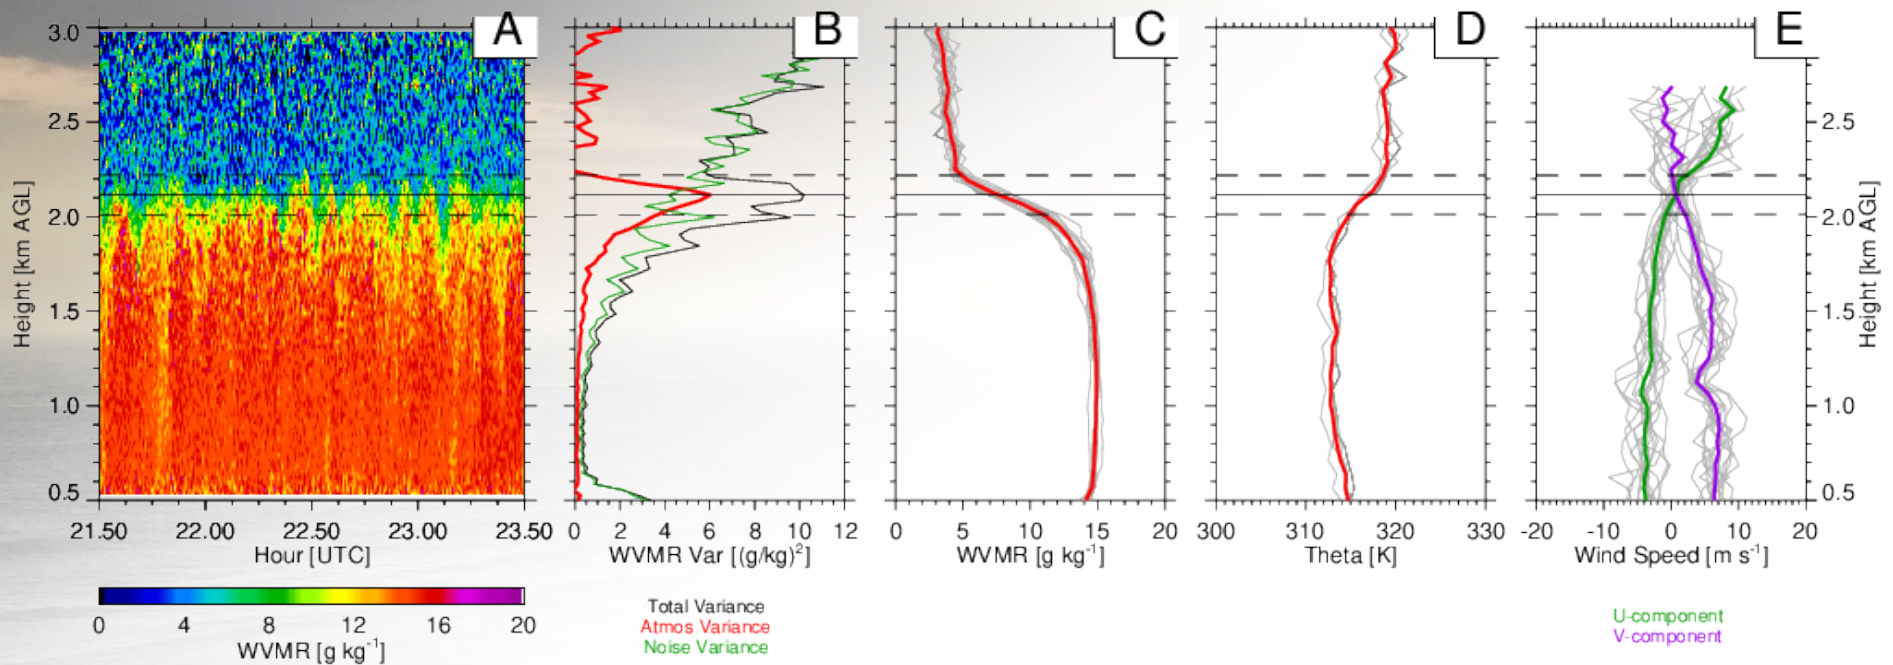 A
B
C
D
E
3.0
2.5
2.0
1.5
1.0
0.5
Height [km AGL]
21.50 22.00 22.50 23.00 23.50
Hour [UTC]
0 2 4 6 8 10 12
WVMR Var [(g/kg)²]
0 5 10 15 20
WVMR [g kg⁻¹]
300 310 320 330
Theta [K]
-20 -10 0 10 20
Wind Speed [m s⁻¹]
2.5
2.0
1.5
1.0
0.5
Height [km AGL]
0 4 8 12 16 20
WVMR [g kg⁻¹]
Total Variance
Atmos Variance
Noise Variance
U-component
V-component